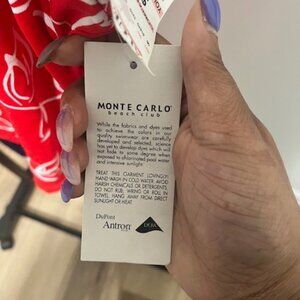 MONTE CARLO
beach club
While the fabrics and dyes used
to achieve the colors in our
quality swimwear are carefully
developed and selected, science
has yet to develop dyes which will
not fade to some degree when
exposed to chlorinated pool water
and intensive sunlight.
TREAT THIS GARMENT LOVINGLY!
HAND WASH IN COLD WATER. AVOID
HARSH CHEMICALS OR DETERGENTS.
DO NOT RUB, WRING OR ROLL IN
TOWEL. HANG AWAY FROM DIRECT
SUNLIGHT OR HEAT
DuPont
Antron